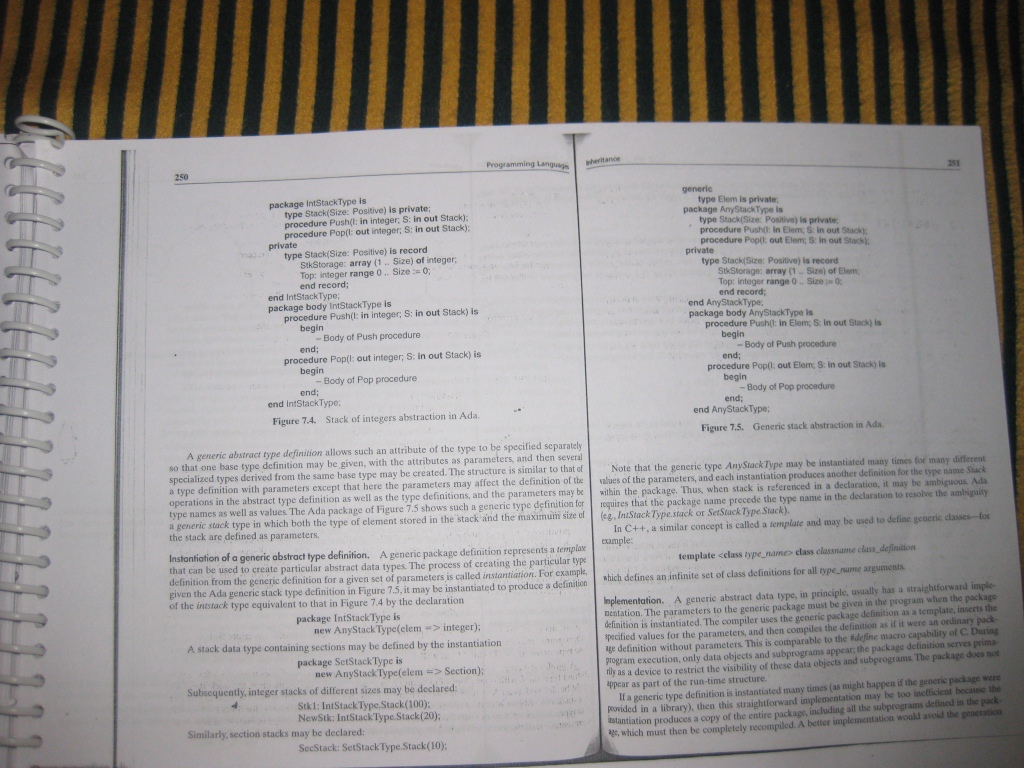 250
Programming Language
package IntStackType is
type Stack(Size: Positive) is private;
procedure Push(I: in integer; S: in out Stack);
procedure Pop(I: out integer; S: in out Stack);
private
type Stack(Size: Positive) is record
StkStorage: array (1 .. Size) of integer;
Top: integer range 0 .. Size := 0;
end record;
end IntStackType;
package body IntStackType is
procedure Push(I: in integer; S: in out Stack) is
begin
– Body of Push procedure
end;
procedure Pop(I: out integer; S: in out Stack) is
begin
– Body of Pop procedure
end;
end IntStackType;
Figure 7.4. Stack of integers abstraction in Ada.
A generic abstract type definition allows such an attribute of the type to be specified separately
so that one base type definition may be given, with the attributes as parameters, and then several
specialized types derived from the same base type may be created. The structure is similar to that of
a type definition with parameters except that here the parameters may affect the definition of the
operations in the abstract type definition as well as the type definitions, and the parameters may be
type names as well as values. The Ada package of Figure 7.5 shows such a generic type definition for
a generic stack type in which both the type of element stored in the stack and the maximum size of
the stack are defined as parameters.
Instantiation of a generic abstract type definition. A generic package definition represents a template
that can be used to create particular abstract data types. The process of creating the particular type
definition from the generic definition for a given set of parameters is called instantiation. For example,
given the Ada generic stack type definition in Figure 7.5, it may be instantiated to produce a definition
of the intstack type equivalent to that in Figure 7.4 by the declaration
package IntStackType is
new AnyStackType(elem => integer);
A stack data type containing sections may be defined by the instantiation
package SetStackType is
new AnyStackType(elem => Section);
Subsequently, integer stacks of different sizes may be declared:
Stk1: IntStackType.Stack(100);
NewStk: IntStackType.Stack(20);
Similarly, section stacks may be declared:
SecStack: SetStackType.Stack(10);
Inheritance
251
generic
type Elem is private;
package AnyStackType is
type Stack(Size: Positive) is private;
procedure Push(I: in Elem; S: in out Stack);
procedure Pop(I: out Elem; S: in out Stack);
private
type Stack(Size: Positive) is record
StkStorage: array (1 .. Size) of Elem;
Top: integer range 0 .. Size := 0;
end record;
end AnyStackType;
package body AnyStackType is
procedure Push(I: in Elem; S: in out Stack) is
begin
– Body of Push procedure
end;
procedure Pop(I: out Elem; S: in out Stack) is
begin
– Body of Pop procedure
end;
end AnyStackType;
Figure 7.5. Generic stack abstraction in Ada.
Note that the generic type AnyStackType may be instantiated many times for many different
values of the parameters, and each instantiation produces another definition for the type name Stack
within the package. Thus, when stack is referenced in a declaration, it may be ambiguous. Ada
requires that the package name precede the type name in the declaration to resolve the ambiguity
(e.g., IntStackType.stack or SetStackType.Stack).
In C++, a similar concept is called a template and may be used to define generic classes—for
example:
template <class type_name> class classname class_definition
which defines an infinite set of class definitions for all type_name arguments.
Implementation. A generic abstract data type, in principle, usually has a straightforward imple-
mentation. The parameters to the generic package must be given in the program when the package
definition is instantiated. The compiler uses the generic package definition as a template, inserts the
specified values for the parameters, and then compiles the definition as if it were an ordinary pack-
age definition without parameters. This is comparable to the #define macro capability of C. During
program execution, only data objects and subprograms appear; the package definition serves prima-
rily as a device to restrict the visibility of these data objects and subprograms. The package does not
appear as part of the run-time structure.
If a generic type definition is instantiated many times (as might happen if the generic package were
provided in a library), then this straightforward implementation may be too inefficient because the
instantiation produces a copy of the entire package, including all the subprograms defined in the pack-
age, which must then be completely recompiled. A better implementation would avoid the generation